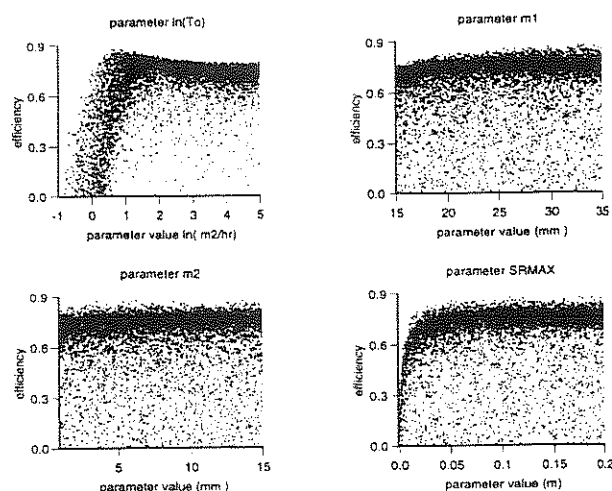 parameter ln(To)
0.9
0.6
0.3
0.0
efficiency
-1 0 1 2 3 4 5
parameter value ln( m2/hr)
parameter m1
0.9
0.6
0.3
0.0
efficiency
15 20 25 30 35
parameter value (mm )
parameter m2
0.9
0.6
0.3
0.0
efficiency
5 10 15
parameter value (mm )
parameter SRMAX
0.9
0.6
0.3
0.0
efficiency
0.0 0.05 0.1 0.15 0.2
parameter value (m)